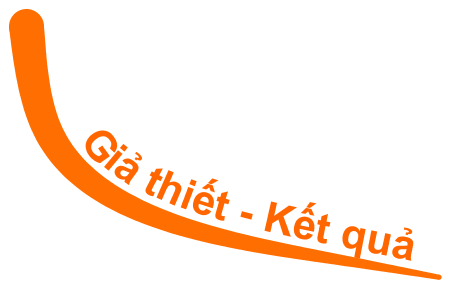 Giả thiết - Kết quả